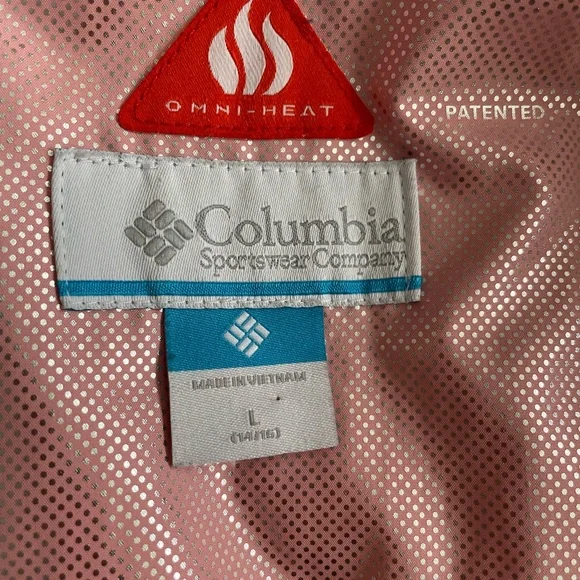 OMNI-HEAT
PATENTED
Columbia
Sportswear Company
MADE IN VIETNAM
L
(14/16)